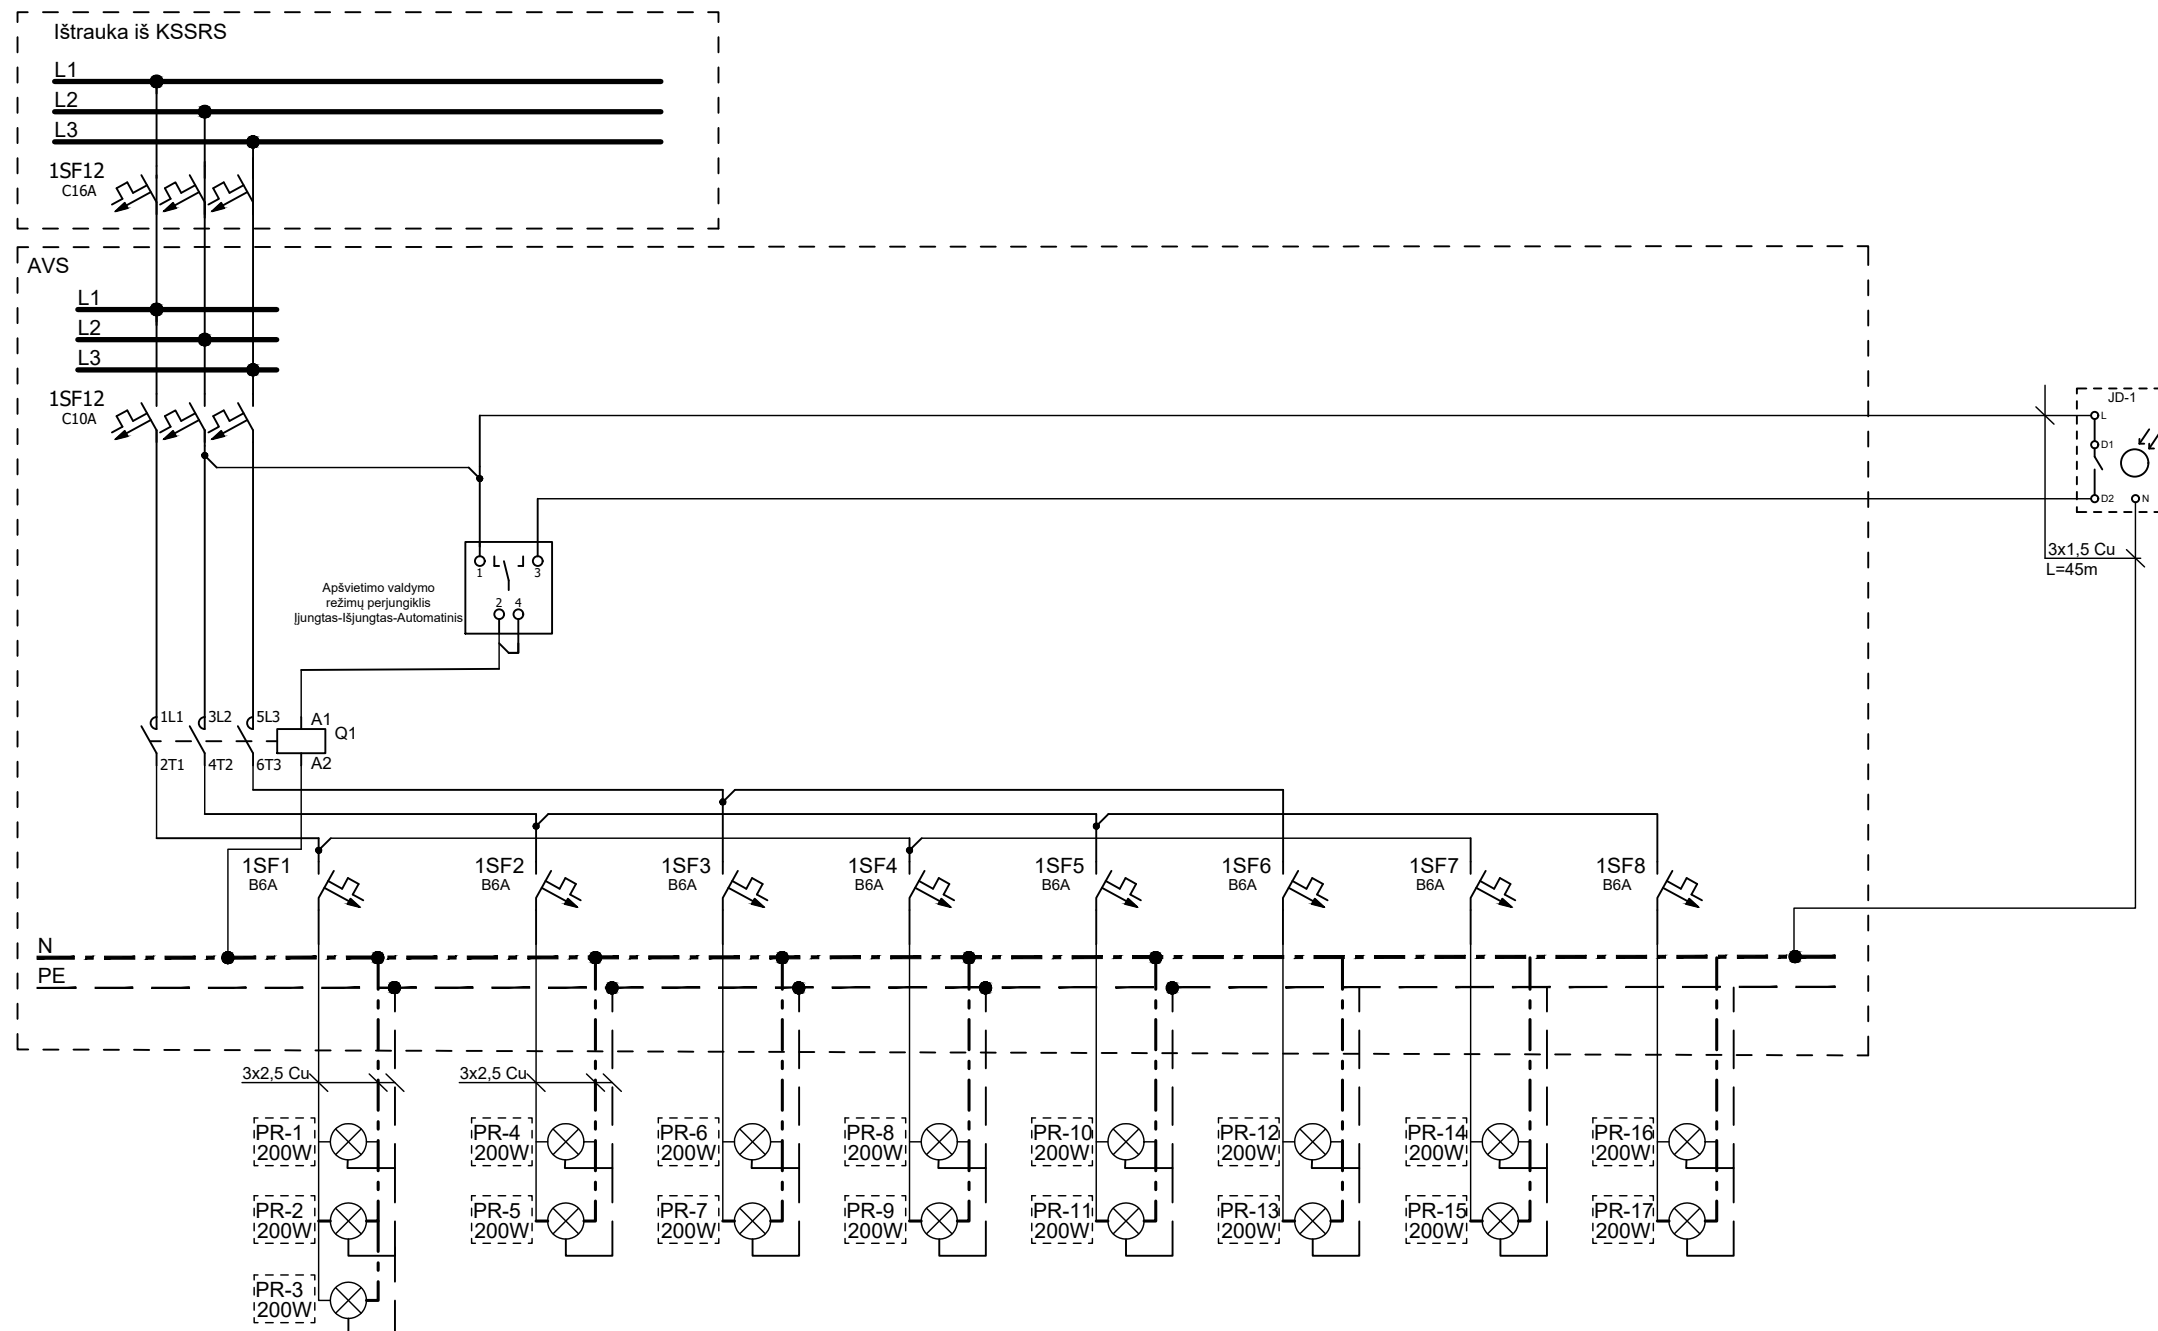 Ištrauka iš KSSRS
L1
L2
L3
1SF12
C16A
AVS
L1
L2
L3
1SF12
C10A
JD-1
L
D1
D2
N
3x1,5 Cu
L=45m
1
3
2
4
Apšvietimo valdymo
režimų perjungiklis
Įjungtas-Išjungtas-Automatinis
1L1
3L2
5L3
A1
Q1
2T1
4T2
6T3
A2
1SF1
B6A
1SF2
B6A
1SF3
B6A
1SF4
B6A
1SF5
B6A
1SF6
B6A
1SF7
B6A
1SF8
B6A
N
PE
3x2,5 Cu
3x2,5 Cu
PR-1
200W
PR-4
200W
PR-6
200W
PR-8
200W
PR-10
200W
PR-12
200W
PR-14
200W
PR-16
200W
PR-2
200W
PR-5
200W
PR-7
200W
PR-9
200W
PR-11
200W
PR-13
200W
PR-15
200W
PR-17
200W
PR-3
200W